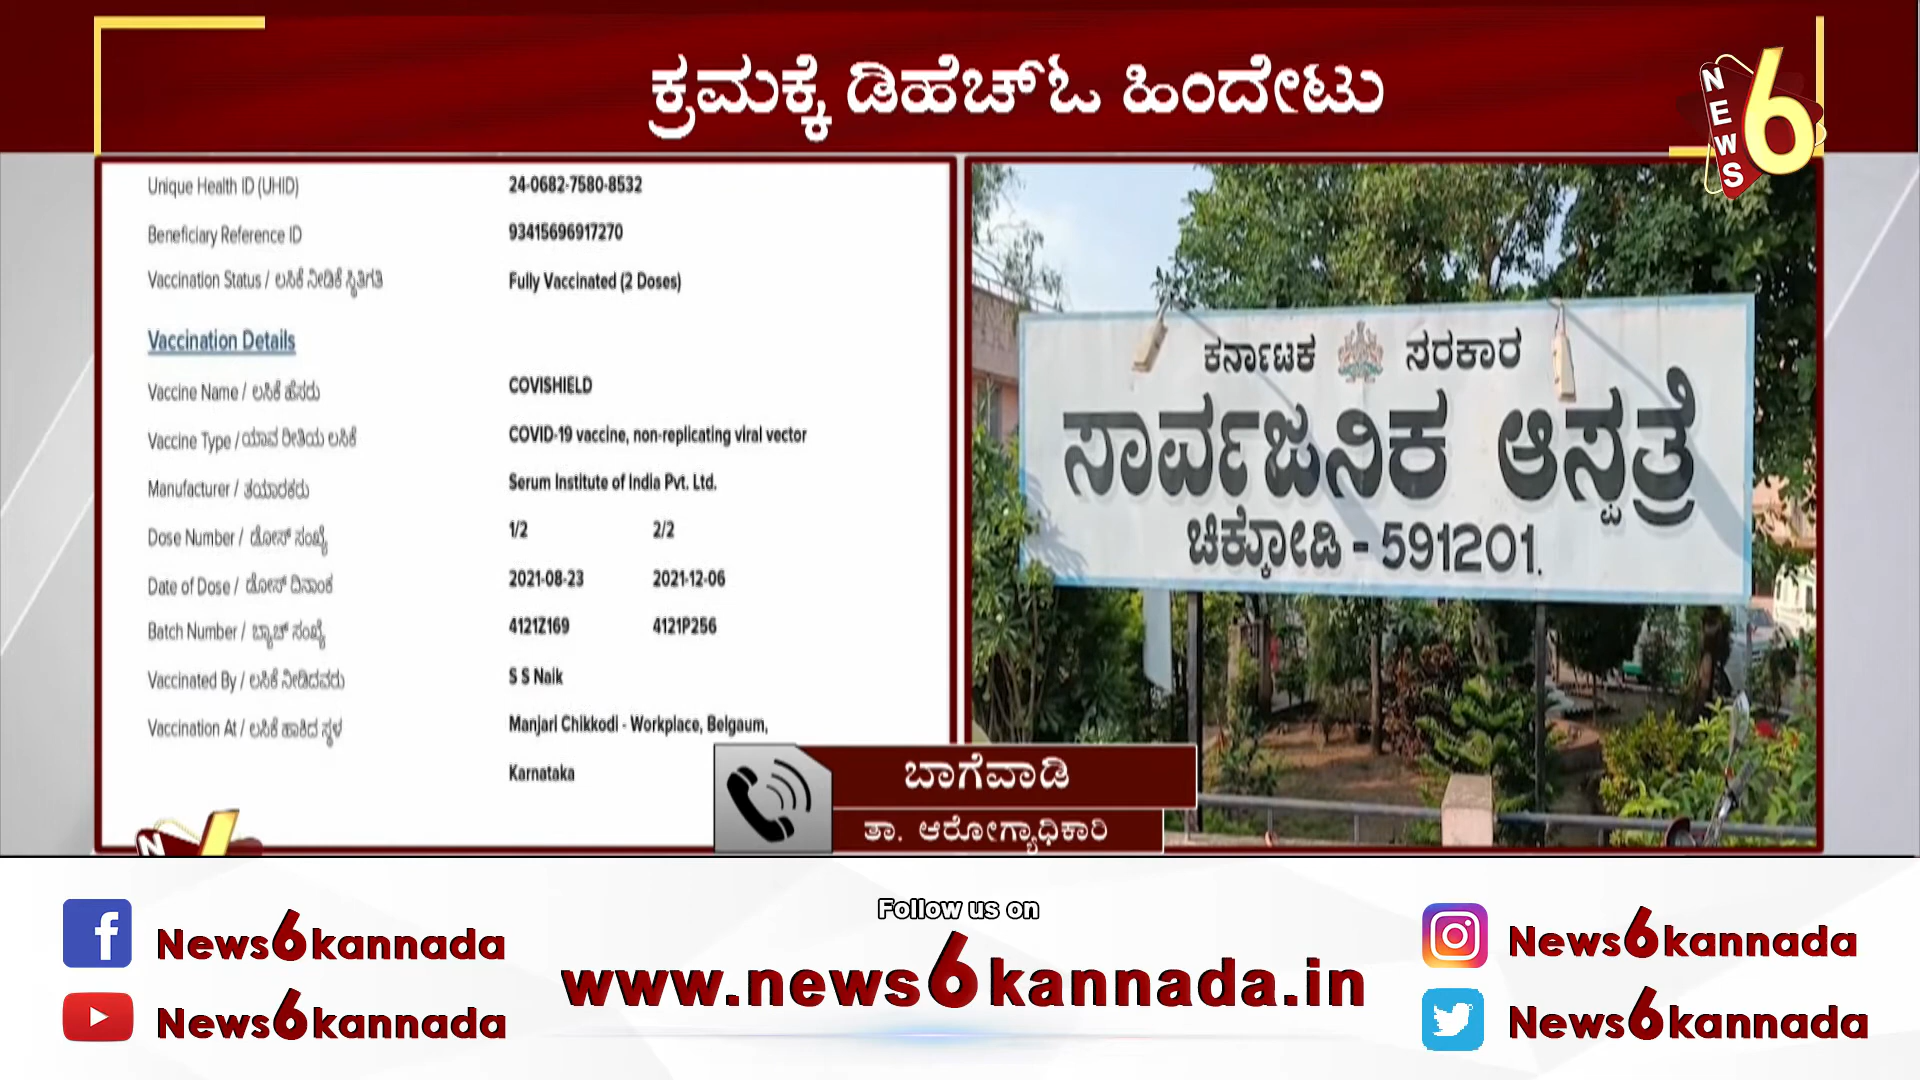 ಕ್ರಮಕ್ಕೆ ಡಿಹೆಚ್‌ಓ ಹಿಂದೇಟು
NEWS 6
Unique Health ID (UHID) 24-0682-7580-8532
Beneficiary Reference ID 93415696917270
Vaccination Status / ಲಸಿಕೆ ನೀಡಿಕೆ ಸ್ಥಿತಿಗತಿ Fully Vaccinated (2 Doses)
Vaccination Details
Vaccine Name / ಲಸಿಕೆ ಹೆಸರು COVISHIELD
Vaccine Type / ಯಾವ ರೀತಿಯ ಲಸಿಕೆ COVID-19 vaccine, non-replicating viral vector
Manufacturer / ತಯಾರಕರು Serum Institute of India Pvt. Ltd.
Dose Number / ಡೋಸ್ ಸಂಖ್ಯೆ 1/2 2/2
Date of Dose / ಡೋಸ್ ದಿನಾಂಕ 2021-08-23 2021-12-06
Batch Number / ಬ್ಯಾಚ್ ಸಂಖ್ಯೆ 4121Z169 4121P256
Vaccinated By / ಲಸಿಕೆ ನೀಡಿದವರು S S Naik
Vaccination At / ಲಸಿಕೆ ಹಾಕಿದ ಸ್ಥಳ Manjari Chikkodi - Workplace, Belgaum,
Karnataka
ಕರ್ನಾಟಕ ಸರಕಾರ
ಸಾರ್ವಜನಿಕ ಆಸ್ಪತ್ರೆ
ಚಿಕ್ಕೋಡಿ - 591201.
ಬಾಗೆವಾಡಿ
ತಾ. ಆರೋಗ್ಯಾಧಿಕಾರಿ
Follow us on
News6kannada
www.news6kannada.in
News6kannada
News6kannada
News6kannada